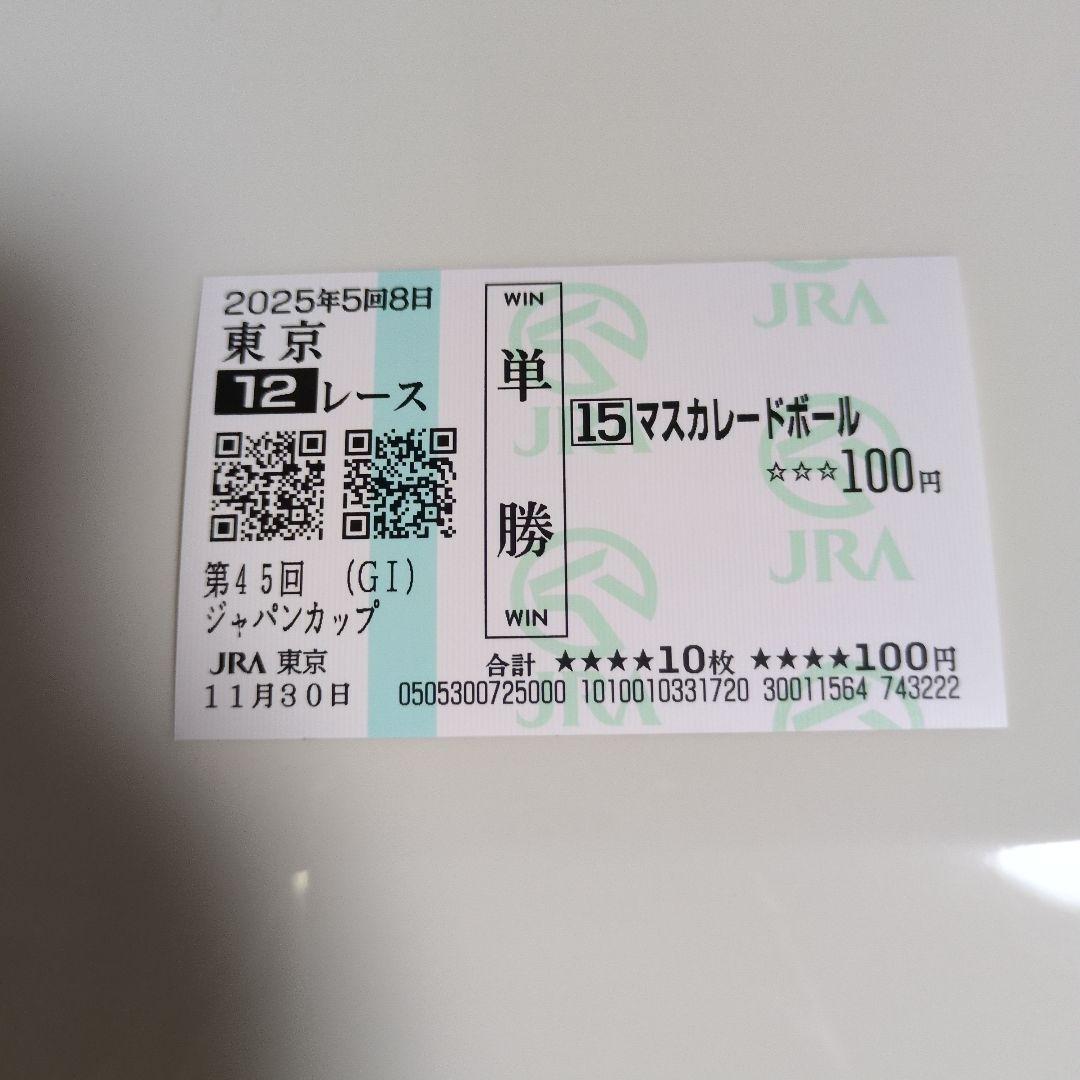 2025年5回8日
東京
12レース
第45回 (GI)
ジャパンカップ
JRA 東京
11月30日
WIN
単勝
WIN
15 マスカレードボール
☆☆☆100円
合計 ★★★★10枚 ★★★★100円
0505300725000 1010010331720 30011564 743222
JRA
JRA
JRA
JRA